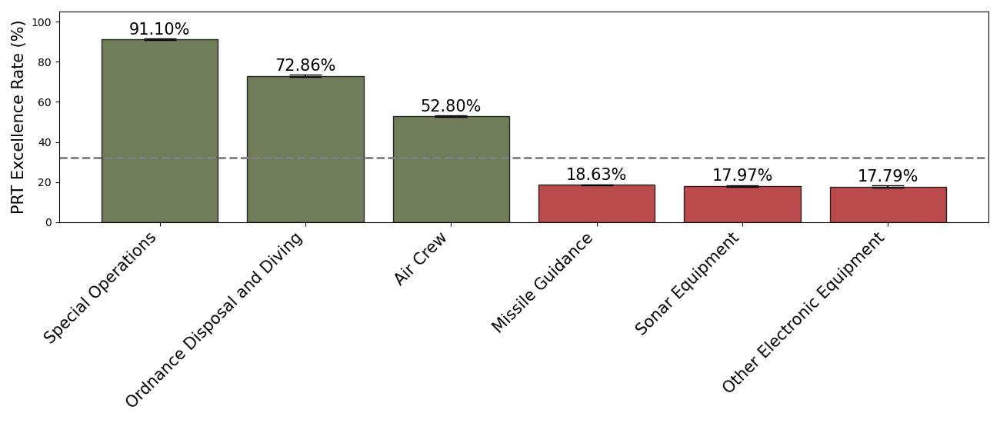 PRT Excellence Rate (%)
100
80
60
40
20
0
91.10%
72.86%
52.80%
18.63%
17.97%
17.79%
Special Operations
Ordnance Disposal and Diving
Air Crew
Missile Guidance
Sonar Equipment
Other Electronic Equipment